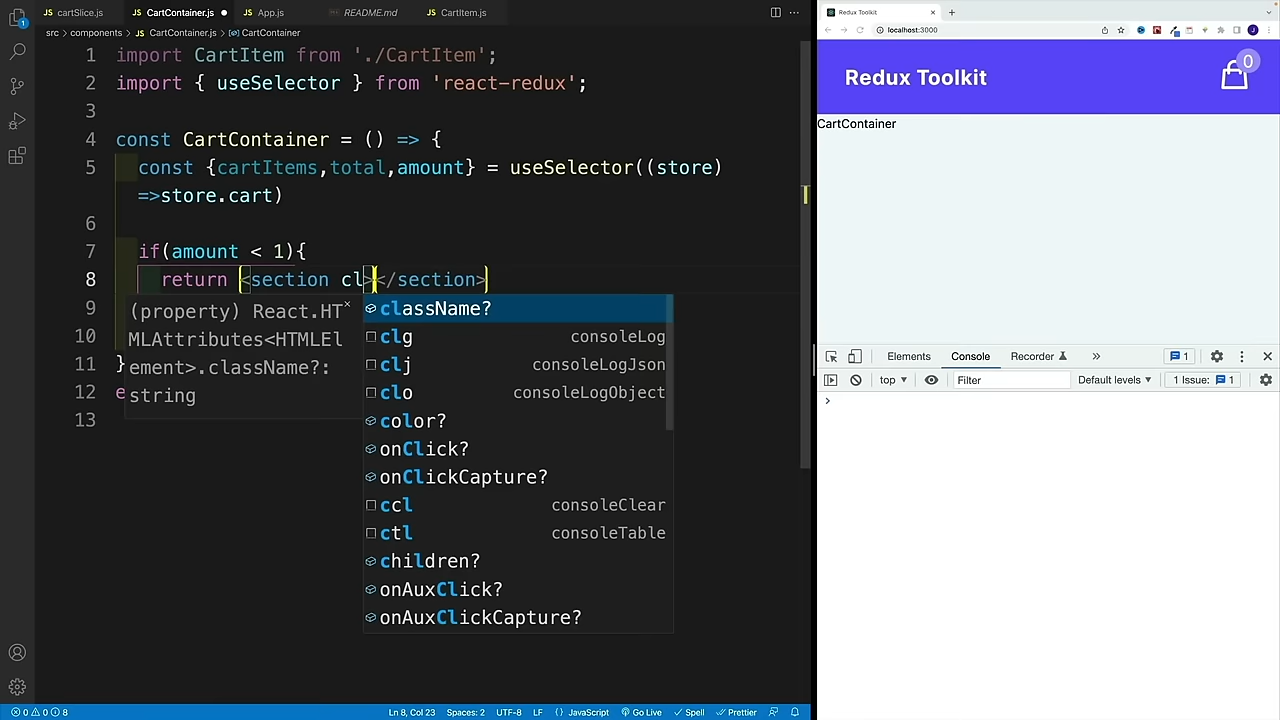 cartSlice.js
CartContainer.js
App.js
README.md
CartItem.js
src > components > CartContainer.js > CartContainer
1 import CartItem from './CartItem';
2 import { useSelector } from 'react-redux';
3
4 const CartContainer = () => {
5 const {cartItems,total,amount} = useSelector((store)
=>store.cart)
6
7 if(amount < 1){
8 return <section cl></section>
9
10
11 }
12 e
13
(property) React.HT
MLAttributes<HTMLEl
ement>.className?:
string
className?
clg consoleLog
clj consoleLogJson
clo consoleLogObject
color?
onClick?
onClickCapture?
ccl consoleClear
ctl consoleTable
children?
onAuxClick?
onAuxClickCapture?
1
0 0 8
Ln 8, Col 23 Spaces: 2 UTF-8 LF {} JavaScript Go Live Spell Prettier
Redux Toolkit
localhost:3000
J
Redux Toolkit
0
CartContainer
Elements Console Recorder 1
top Filter Default levels 1 Issue: 1